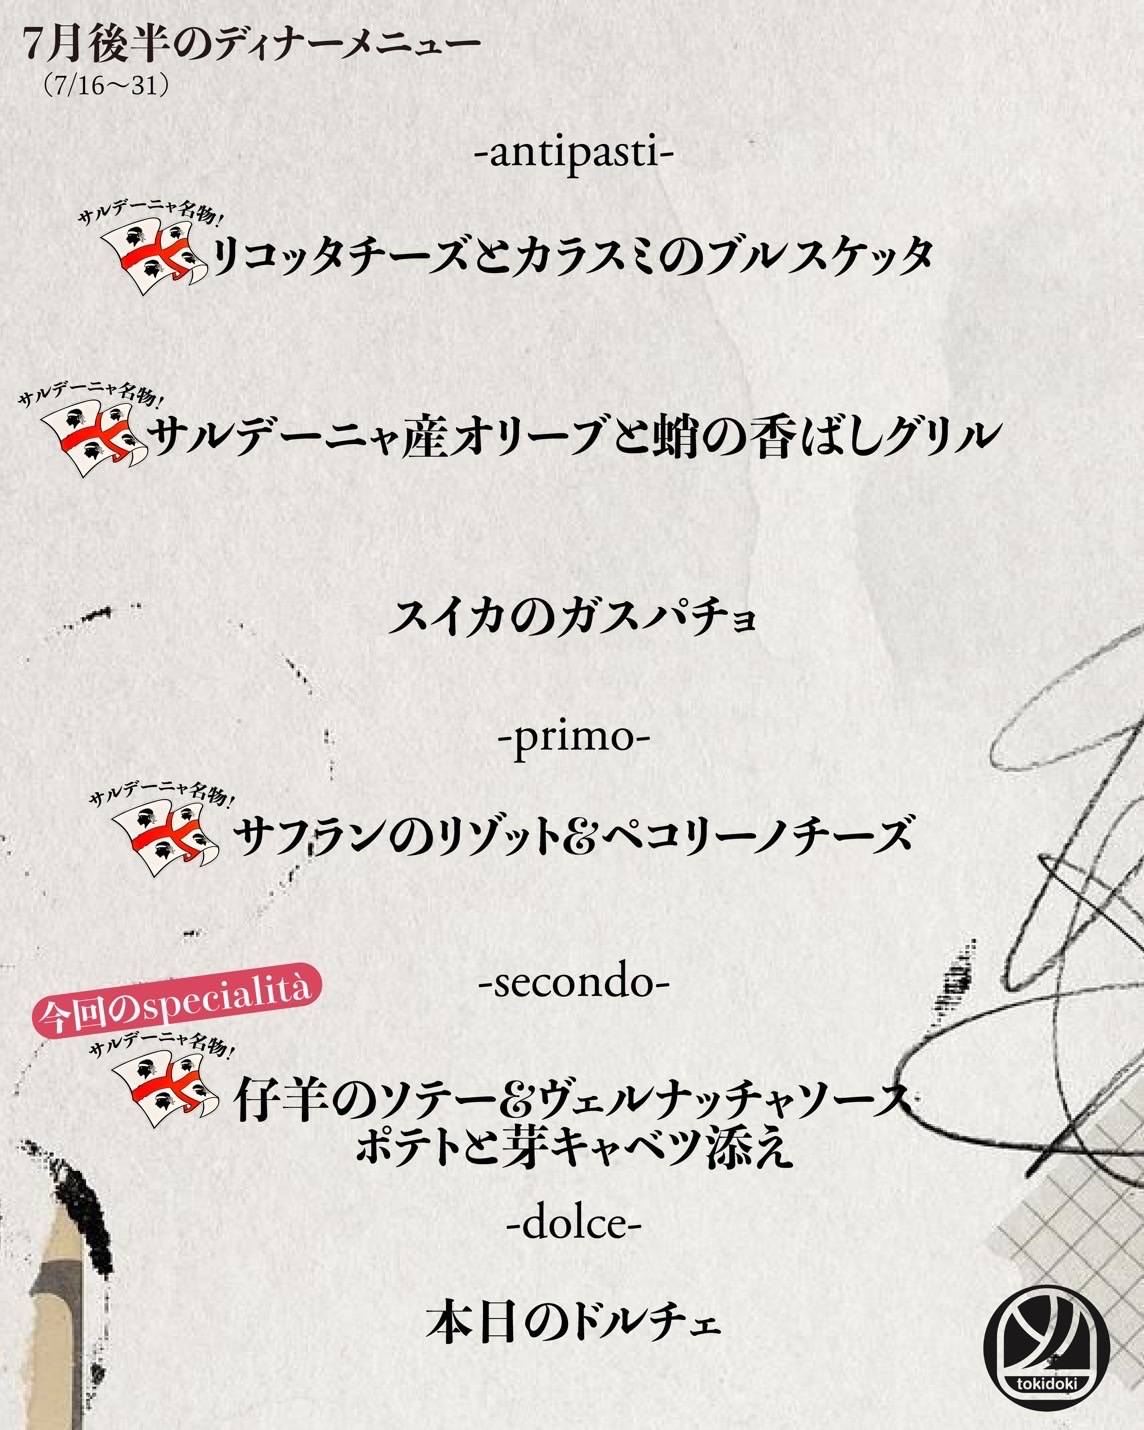 7月後半のディナーメニュー
（7/16〜31）
-antipasti-
サルデーニャ名物！
リコッタチーズとカラスミのブルスケッタ
サルデーニャ名物！
サルデーニャ産オリーブと蛸の香ばしグリル
スイカのガスパチョ
-primo-
サルデーニャ名物！
サフランのリゾット&ペコリーノチーズ
-secondo-
今回のspecialità
サルデーニャ名物！
仔羊のソテー&ヴェルナッチャソース
ポテトと芽キャベツ添え
-dolce-
本日のドルチェ
tokidoki